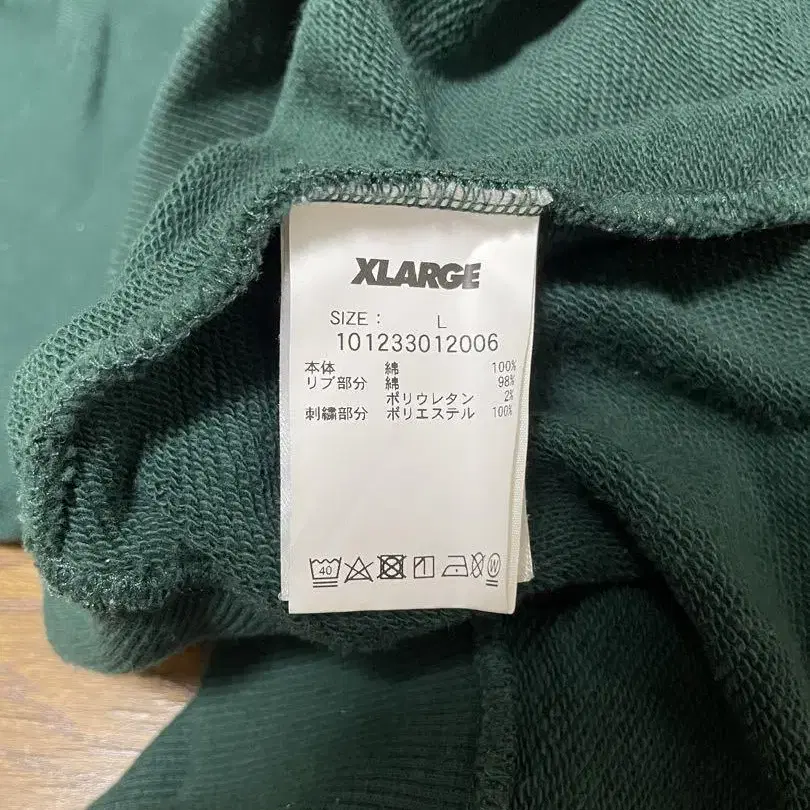 XLARGE
SIZE : L
101233012006
本体 綿 100%
リブ部分 綿 98%
ポリウレタン 2%
刺繍部分 ポリエステル 100%
40 W